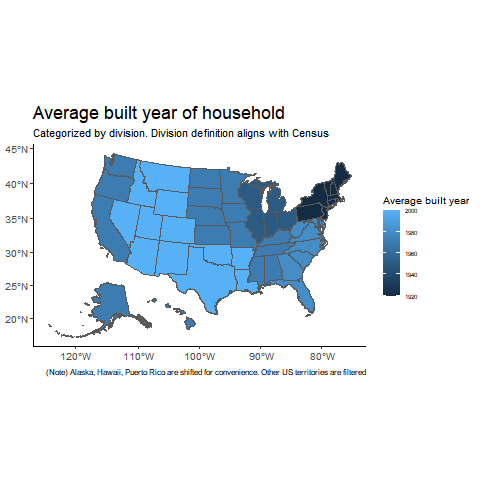 Average built year of household
Categorized by division. Division definition aligns with Census
45°N
40°N
35°N
30°N
25°N
20°N
120°W
110°W
100°W
90°W
80°W
Average built year
2000
1980
1960
1940
1920
(Note) Alaska, Hawaii, Puerto Rico are shifted for convenience. Other US territories are filtered